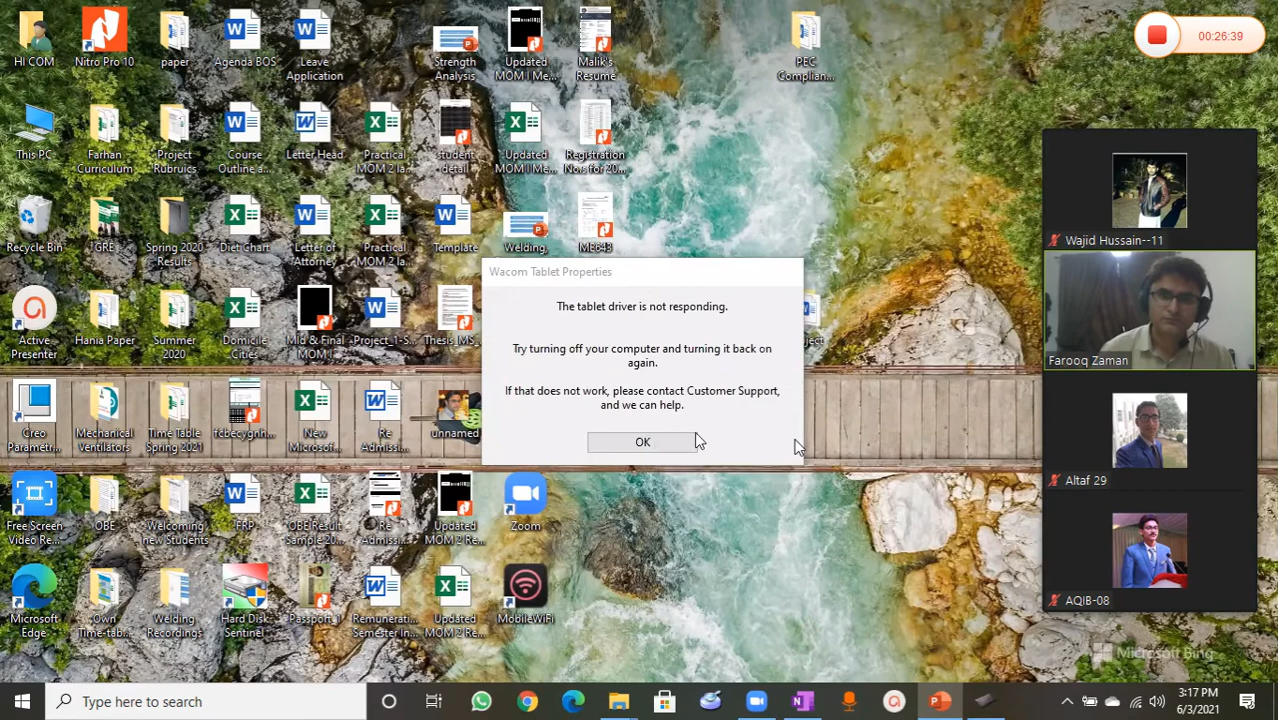 00:26:39
HI COM
Nitro Pro 10
paper
Agenda BOS
Leave
Application
Strength
Analysis
Updated
MOM I Me...
Malik's
Resume
PEC
Complian...
This PC
Farhan
Curriculum
Project
Rubruics
Course
Outline a...
Letter Head
Practical
MOM 2 la...
student
detail
Updated
MOM I Me...
Registration
No.s for 20...
Recycle Bin
GRE
Spring 2020
Results
Diet Chart
Letter of
Attorney
Practical
MOM 2 la...
Template
Welding,
ME643
Active
Presenter
Hania Paper
Summer
2020
Domicile
Cities
Mid & Final
MOM I
Project_1-S...
Thesis_MS_
Creo
Parametr...
Mechanical
Ventilators
Time Table
Spring 2021
fcbecygnh...
New
Microsof...
Re
Admissi...
unnamed
Free Screen
Video Re...
OBE
Welcoming
new Students
FRP
OBE Result
Sample 20...
Re
Admissi...
Updated
MOM 2 Re...
Zoom
Microsoft
Edge
Own
Time-tab...
Welding
Recordings
Hard Disk
Sentinel
Passport_1
Remunerati...
Semester In...
Updated
MOM 2 Re...
MobileWiFi
Wacom Tablet Properties
The tablet driver is not responding.
Try turning off your computer and turning it back on
again.
If that does not work, please contact Customer Support,
and we can help.
OK
Wajid Hussain--11
Farooq Zaman
Altaf 29
AQIB-08
Microsoft Bing
Type here to search
3:17 PM
6/3/2021